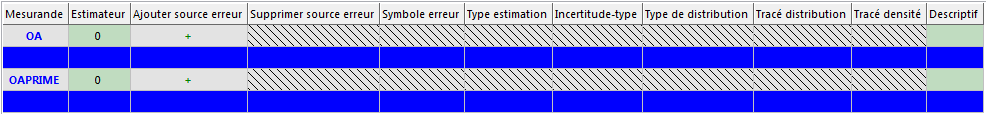 Mesurande Estimateur Ajouter source erreur Supprimer source erreur Symbole erreur Type estimation Incertitude-type Type de distribution Tracé distribution Tracé densité Descriptif
OA 0 +
OAPRIME 0 +